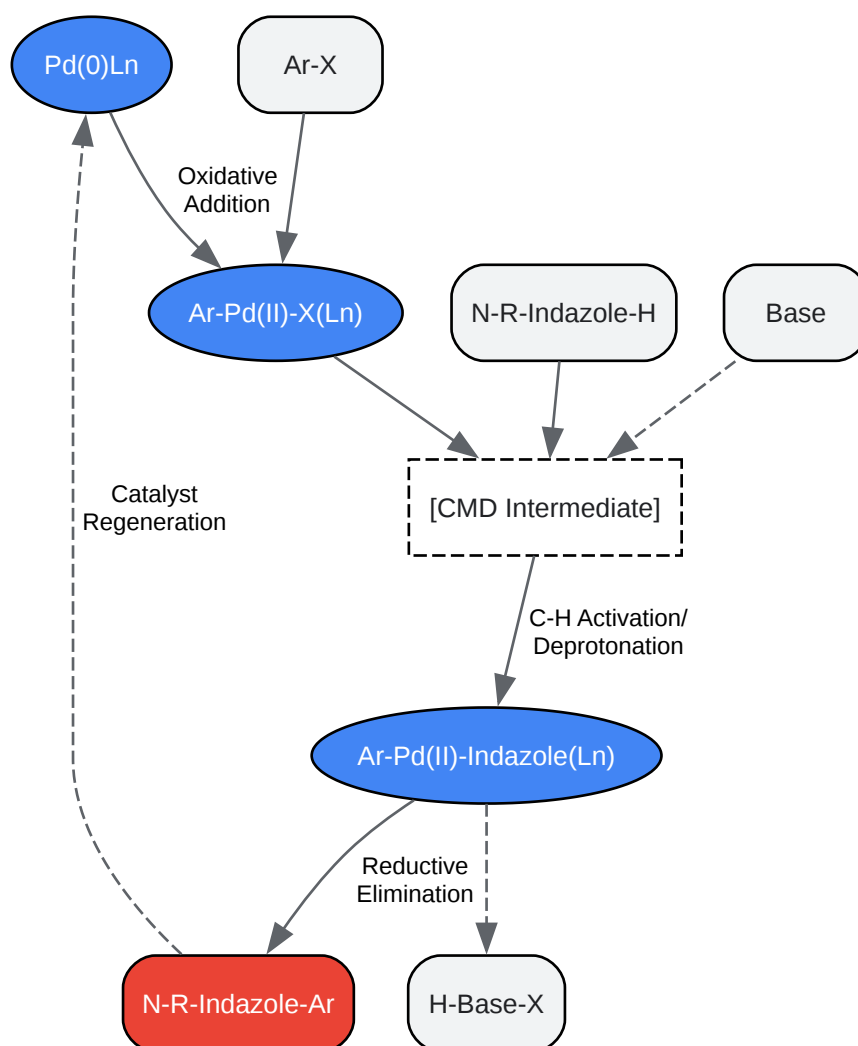 Pd(0)Ln
Ar-X
Oxidative
Addition
Ar-Pd(II)-X(Ln)
N-R-Indazole-H
Base
Catalyst
Regeneration
[CMD Intermediate]
C-H Activation/
Deprotonation
Ar-Pd(II)-Indazole(Ln)
Reductive
Elimination
N-R-Indazole-Ar
H-Base-X